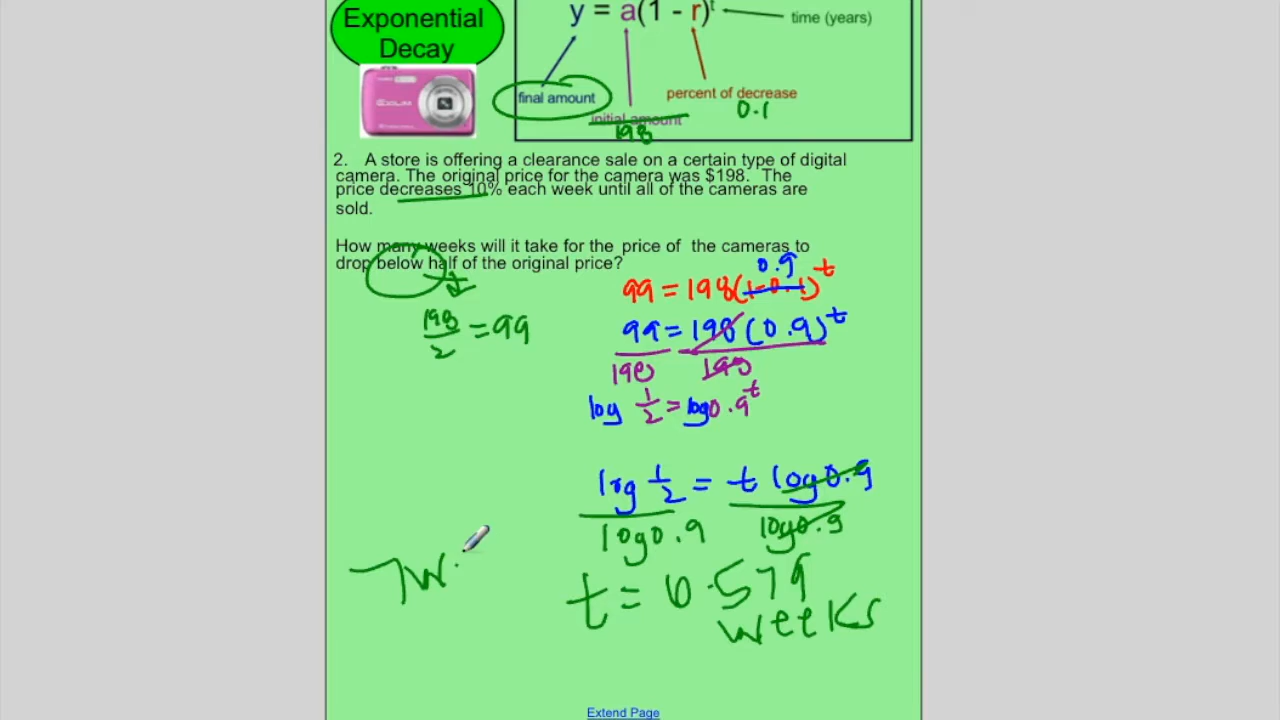 Exponential
Decay
y = a(1 - r)^t
time (years)
final amount
percent of decrease
initial amount
0.1
198
EXILIM
2. A store is offering a clearance sale on a certain type of digital
camera. The original price for the camera was $198. The
price decreases 10% each week until all of the cameras are
sold.
How many weeks will it take for the price of the cameras to
drop below half of the original price?
0.9
99 = 198(1-0.1)^t
198/2 = 99
99 = 198(0.9)^t
198 198
log 1/2 = log 0.9^t
log 1/2 = t log 0.9
log 0.9 log 0.9
t = 6.579
weeks
7w.
Extend Page